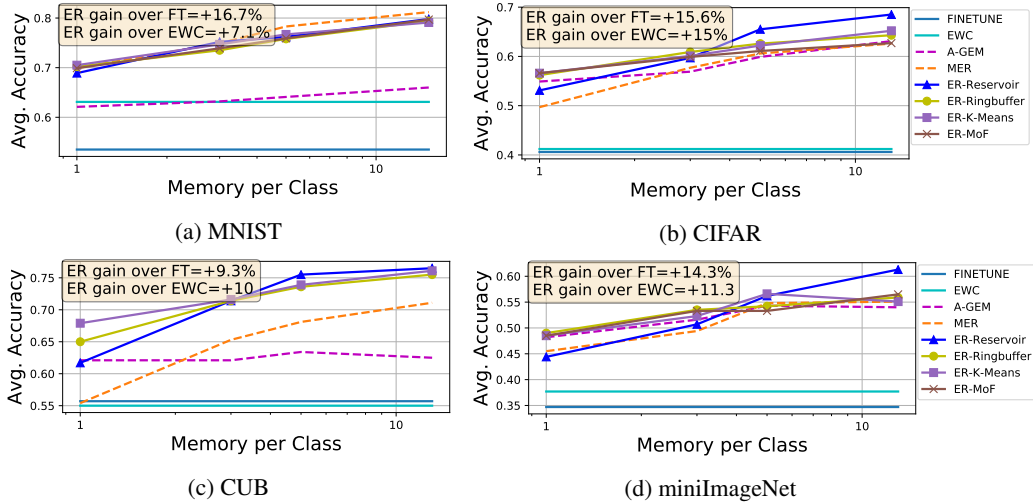 ER gain over FT=+16.7%
ER gain over EWC=+7.1%
0.8
0.7
0.6
Avg. Accuracy
1
10
Memory per Class
(a) MNIST
ER gain over FT=+15.6%
ER gain over EWC=+15%
0.7
0.6
0.5
0.4
Avg. Accuracy
1
10
Memory per Class
(b) CIFAR
FINETUNE
EWC
A-GEM
MER
ER-Reservoir
ER-Ringbuffer
ER-K-Means
ER-MoF
ER gain over FT=+9.3%
ER gain over EWC=+10
0.75
0.70
0.65
0.60
0.55
Avg. Accuracy
1
10
Memory per Class
(c) CUB
ER gain over FT=+14.3%
ER gain over EWC=+11.3
0.60
0.55
0.50
0.45
0.40
0.35
Avg. Accuracy
1
10
Memory per Class
(d) miniImageNet
FINETUNE
EWC
A-GEM
MER
ER-Reservoir
ER-Ringbuffer
ER-K-Means
ER-MoF